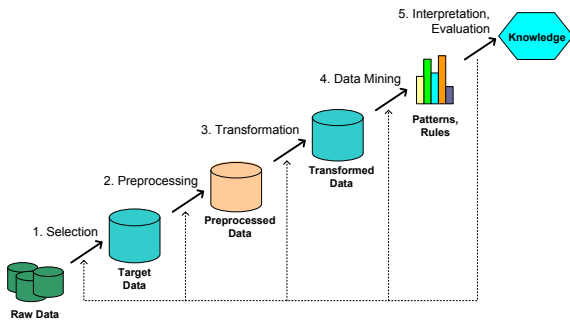 5. Interpretation,
Evaluation
Knowledge
4. Data Mining
Patterns,
Rules
3. Transformation
Transformed
Data
2. Preprocessing
Preprocessed
Data
1. Selection
Target
Data
Raw Data